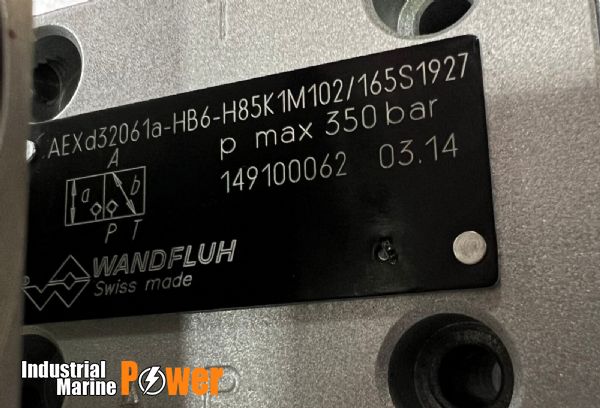 AEXd32061a-HB6-H85K1M102/165S1927
p max 350 bar
149100062 03.14
A
a b
P T
WANDFLUH
Swiss made
Industrial
Marine Power